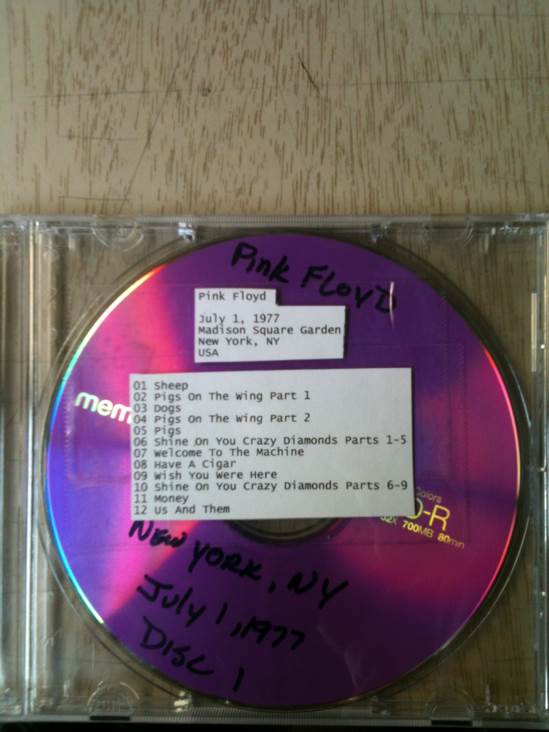 Pink FLOYD
Pink Floyd
July 1, 1977
Madison Square Garden
New York, NY
USA
01 Sheep
02 Pigs On The Wing Part 1
03 Dogs
04 Pigs On The Wing Part 2
05 Pigs
06 Shine On You Crazy Diamonds Parts 1-5
07 Welcome To The Machine
08 Have A Cigar
09 Wish You Were Here
10 Shine On You Crazy Diamonds Parts 6-9
11 Money
12 Us And Them
mem
Colors
D-R
52x 700MB 80min
NEW YORK, NY
July 1, 1977
DISC 1